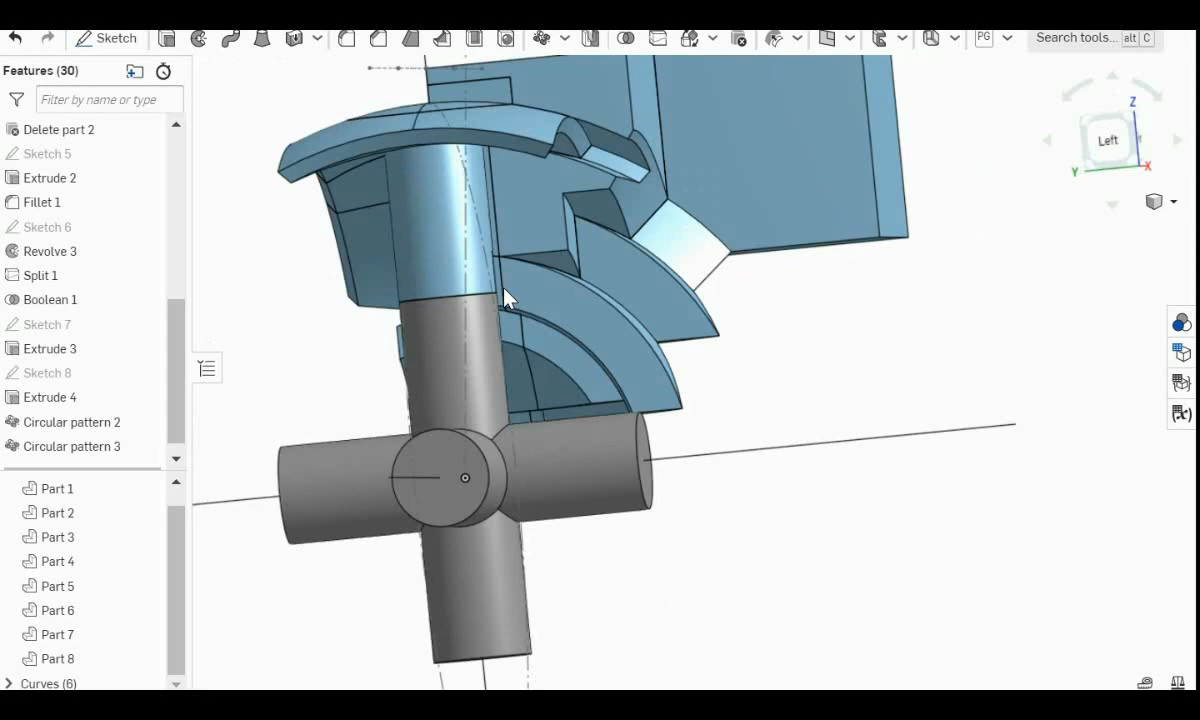 Sketch
PG
Search tools... alt C
Features (30)
Filter by name or type
Delete part 2
Sketch 5
Extrude 2
Fillet 1
Sketch 6
Revolve 3
Split 1
Boolean 1
Sketch 7
Extrude 3
Sketch 8
Extrude 4
Circular pattern 2
Circular pattern 3
Part 1
Part 2
Part 3
Part 4
Part 5
Part 6
Part 7
Part 8
Curves (6)
Z
Left
Y
X
(x)